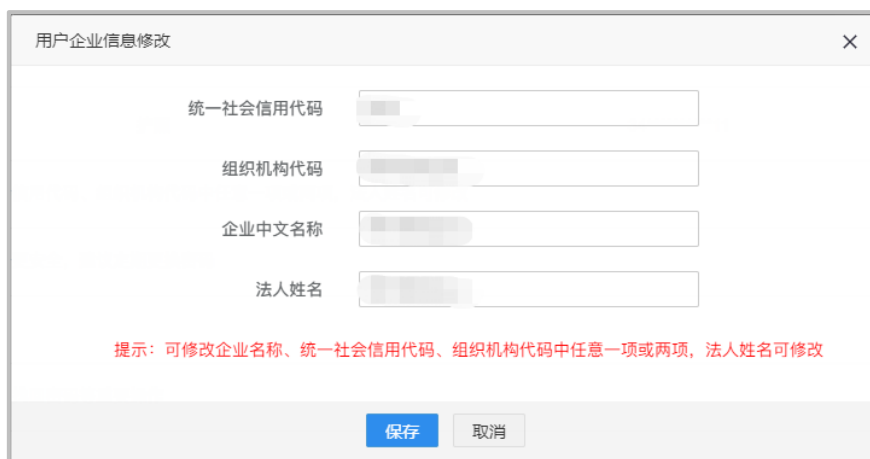 用户企业信息修改
统一社会信用代码
组织机构代码
企业中文名称
法人姓名
提示：可修改企业名称、统一社会信用代码、组织机构代码中任意一项或两项，法人姓名可修改
保存 取消